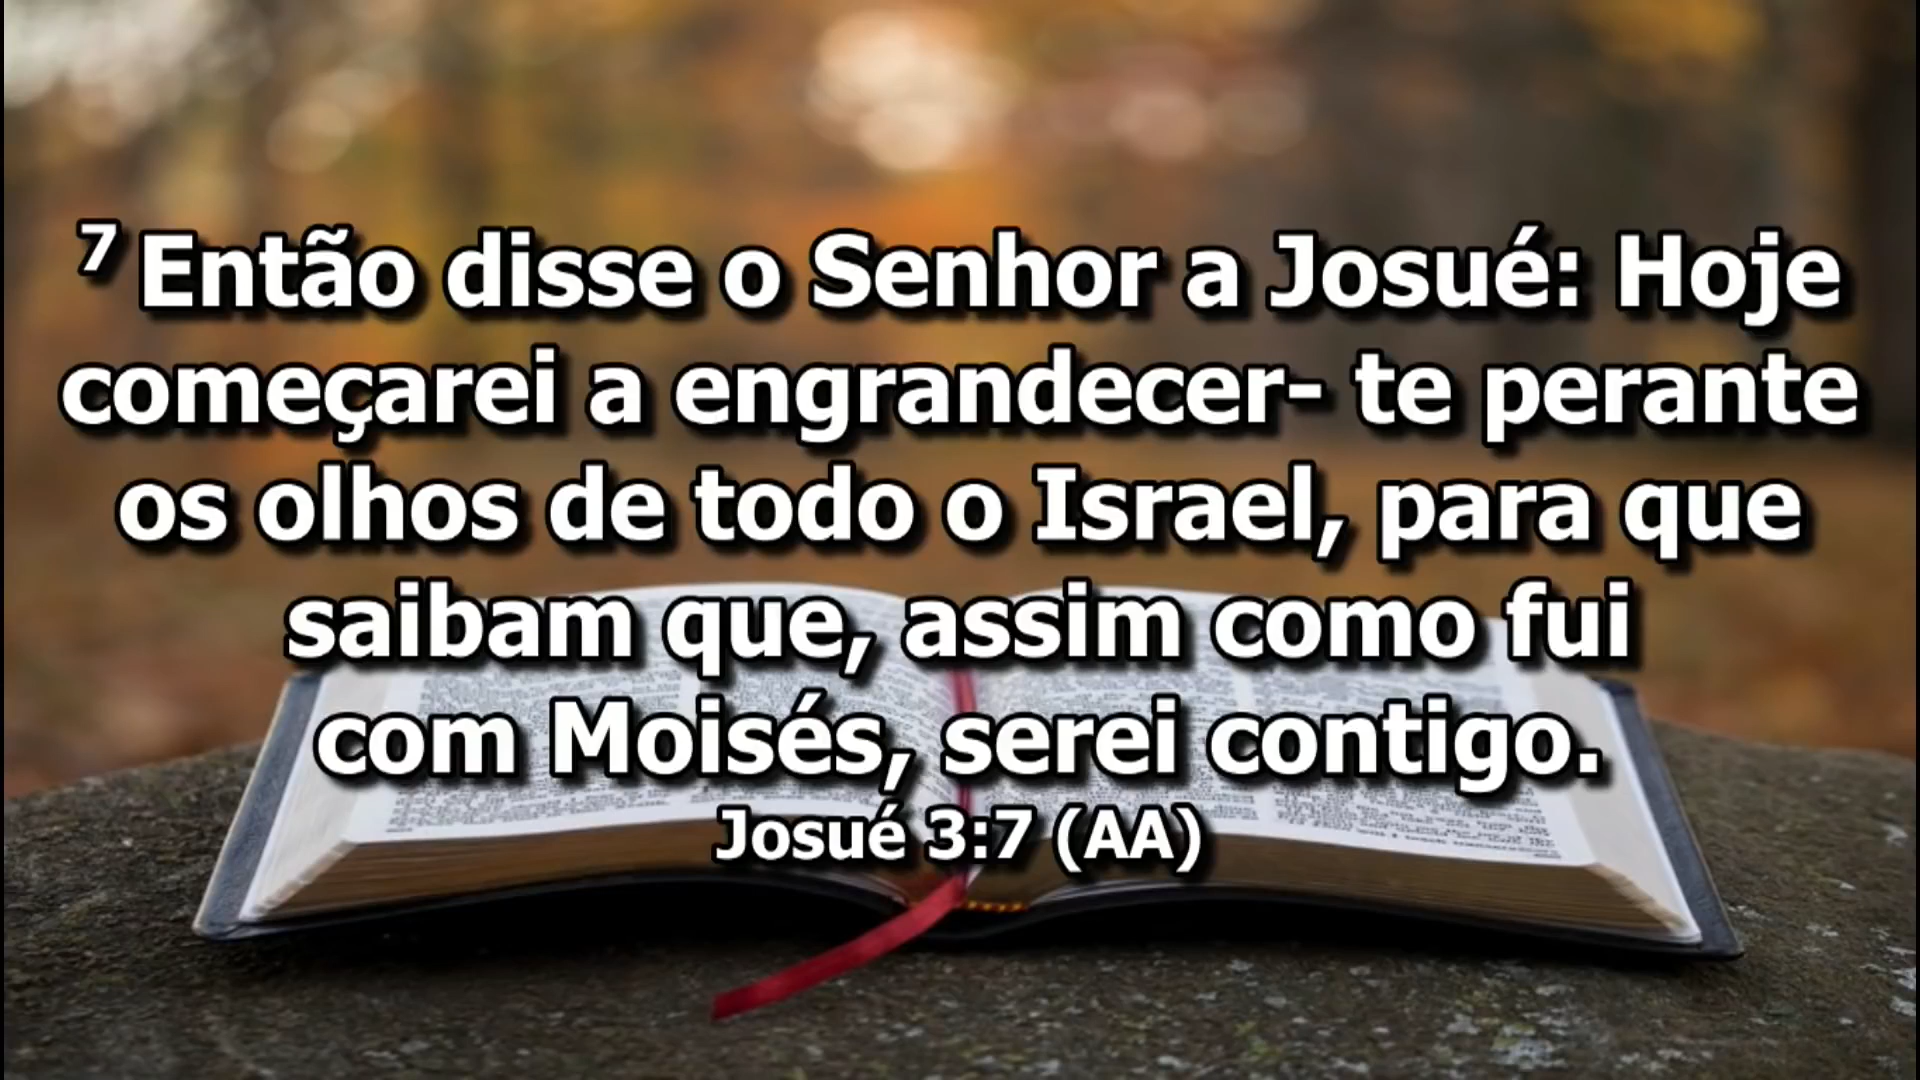 7 Então disse o Senhor a Josué: Hoje
começarei a engrandecer- te perante
os olhos de todo o Israel, para que
saibam que, assim como fui
com Moisés, serei contigo.
Josué 3:7 (AA)